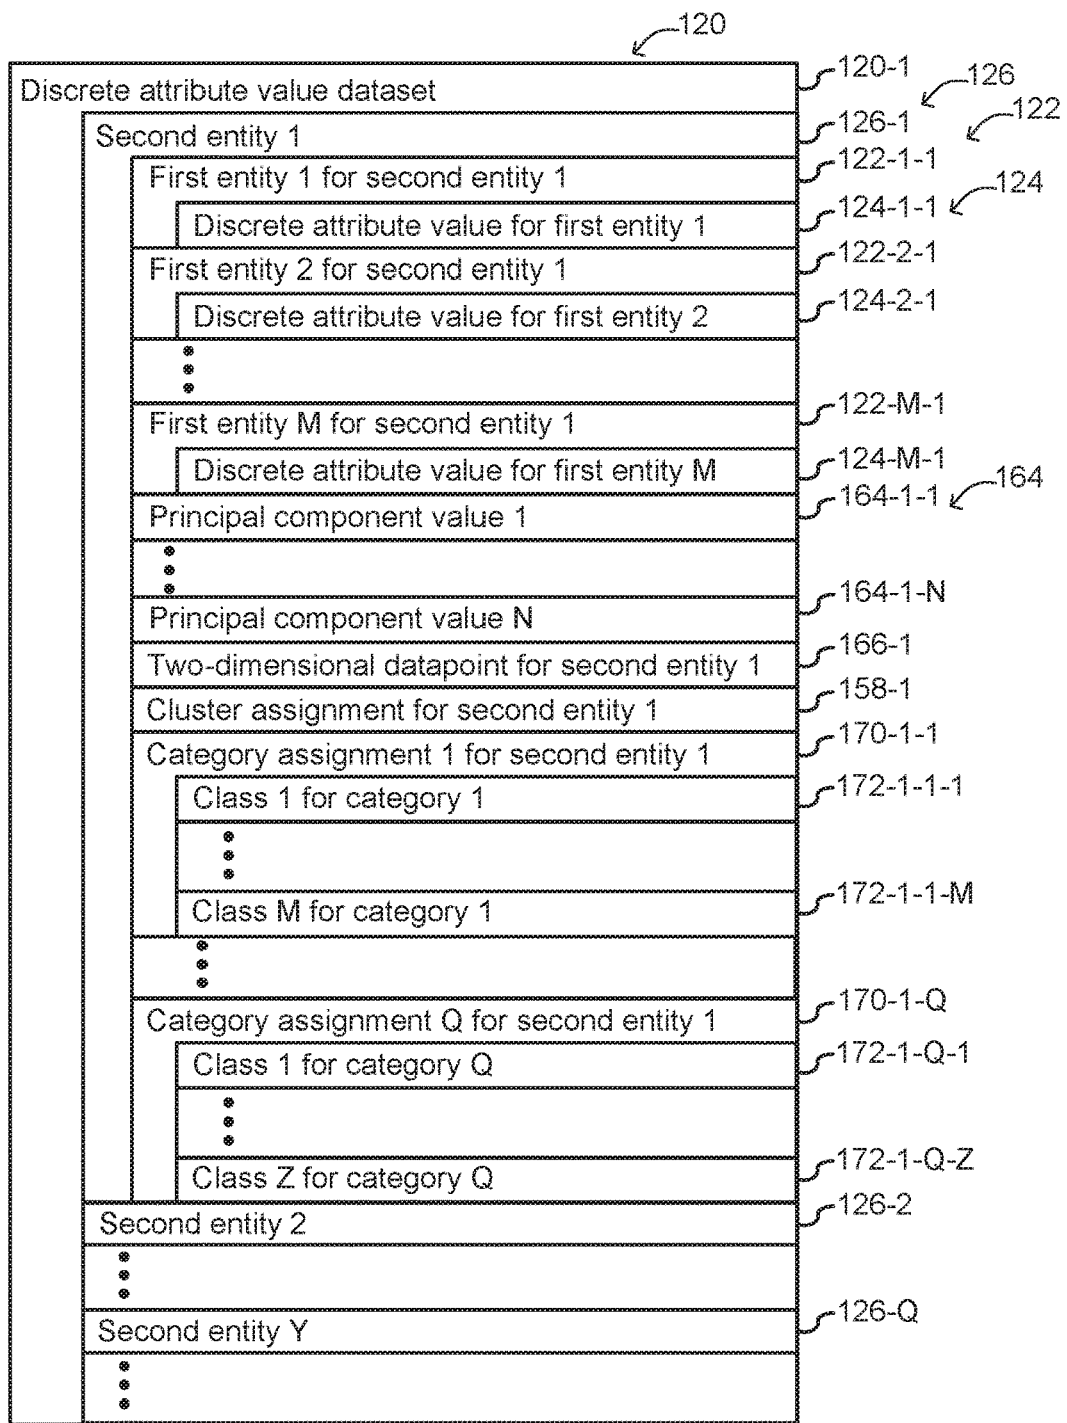 120
Discrete attribute value dataset 120-1
126
Second entity 1 126-1
122
First entity 1 for second entity 1 122-1-1
124
Discrete attribute value for first entity 1 124-1-1
First entity 2 for second entity 1 122-2-1
Discrete attribute value for first entity 2 124-2-1
First entity M for second entity 1 122-M-1
Discrete attribute value for first entity M 124-M-1
Principal component value 1 164-1-1 164
Principal component value N 164-1-N
Two-dimensional datapoint for second entity 1 166-1
Cluster assignment for second entity 1 158-1
Category assignment 1 for second entity 1 170-1-1
Class 1 for category 1 172-1-1-1
Class M for category 1 172-1-1-M
Category assignment Q for second entity 1 170-1-Q
Class 1 for category Q 172-1-Q-1
Class Z for category Q 172-1-Q-Z
Second entity 2 126-2
Second entity Y 126-Q